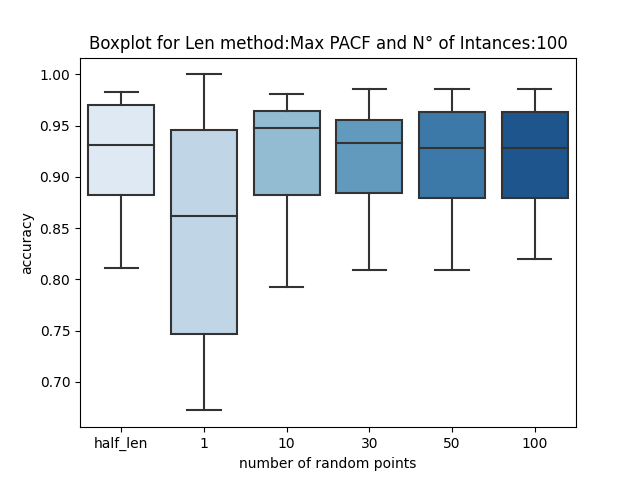 Boxplot for Len method:Max PACF and N° of Intances:100
1.00
0.95
0.90
0.85
0.80
0.75
0.70
accuracy
half_len 1 10 30 50 100
number of random points